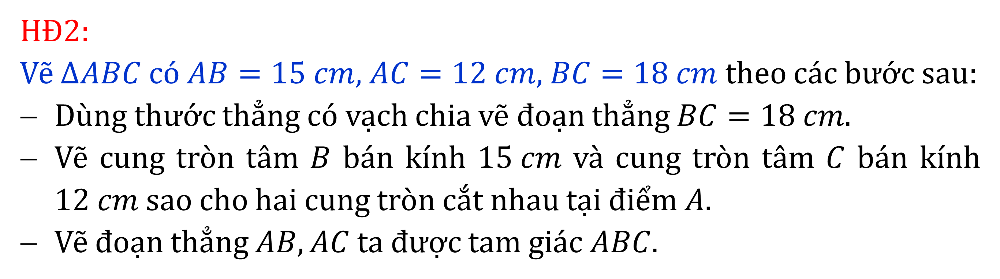 HĐ2:
Vẽ ΔABC có AB = 15 cm, AC = 12 cm, BC = 18 cm theo các bước sau:
– Dùng thước thẳng có vạch chia vẽ đoạn thẳng BC = 18 cm.
– Vẽ cung tròn tâm B bán kính 15 cm và cung tròn tâm C bán kính
12 cm sao cho hai cung tròn cắt nhau tại điểm A.
– Vẽ đoạn thẳng AB, AC ta được tam giác ABC.